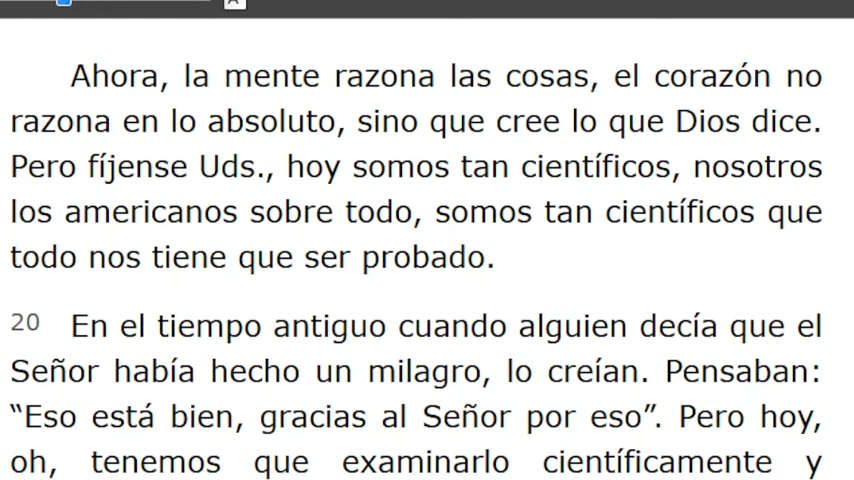 A
Ahora, la mente razona las cosas, el corazón no
razona en lo absoluto, sino que cree lo que Dios dice.
Pero fíjense Uds., hoy somos tan científicos, nosotros
los americanos sobre todo, somos tan científicos que
todo nos tiene que ser probado.
20 En el tiempo antiguo cuando alguien decía que el
Señor había hecho un milagro, lo creían. Pensaban:
“Eso está bien, gracias al Señor por eso”. Pero hoy,
oh, tenemos que examinarlo científicamente y